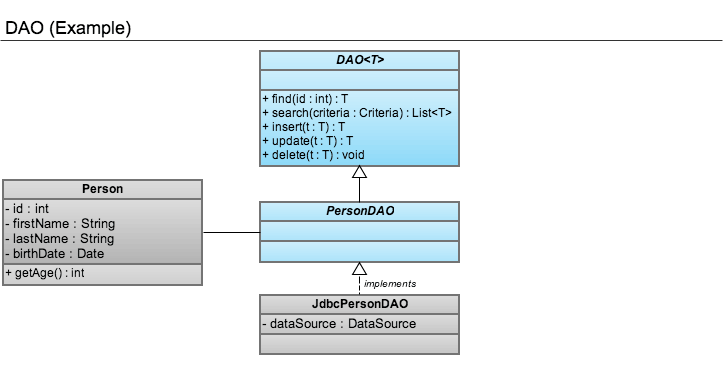 DAO (Example)
DAO<T>
+ find(id : int) : T
+ search(criteria : Criteria) : List<T>
+ insert(t : T) : T
+ update(t : T) : T
+ delete(t : T) : void
Person
- id : int
- firstName : String
- lastName : String
- birthDate : Date
+ getAge() : int
PersonDAO
implements
JdbcPersonDAO
- dataSource : DataSource